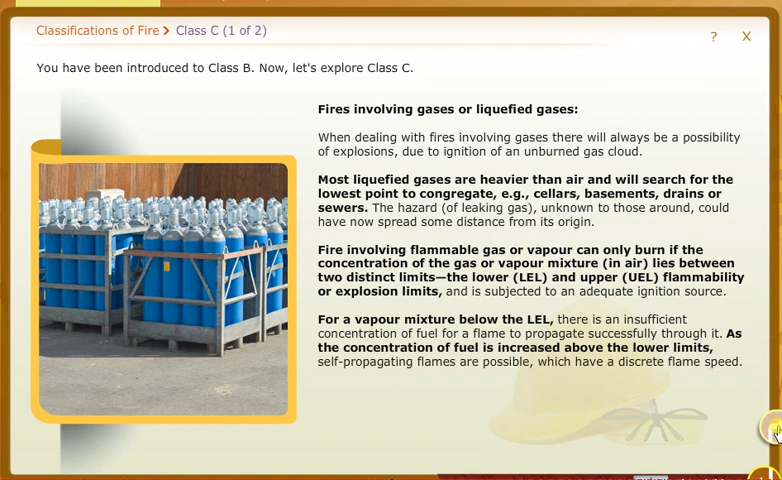 Classifications of Fire > Class C (1 of 2)
? X
You have been introduced to Class B. Now, let's explore Class C.
Fires involving gases or liquefied gases:
When dealing with fires involving gases there will always be a possibility
of explosions, due to ignition of an unburned gas cloud.
Most liquefied gases are heavier than air and will search for the
lowest point to congregate, e.g., cellars, basements, drains or
sewers. The hazard (of leaking gas), unknown to those around, could
have now spread some distance from its origin.
Fire involving flammable gas or vapour can only burn if the
concentration of the gas or vapour mixture (in air) lies between
two distinct limits—the lower (LEL) and upper (UEL) flammability
or explosion limits, and is subjected to an adequate ignition source.
For a vapour mixture below the LEL, there is an insufficient
concentration of fuel for a flame to propagate successfully through it. As
the concentration of fuel is increased above the lower limits,
self-propagating flames are possible, which have a discrete flame speed.